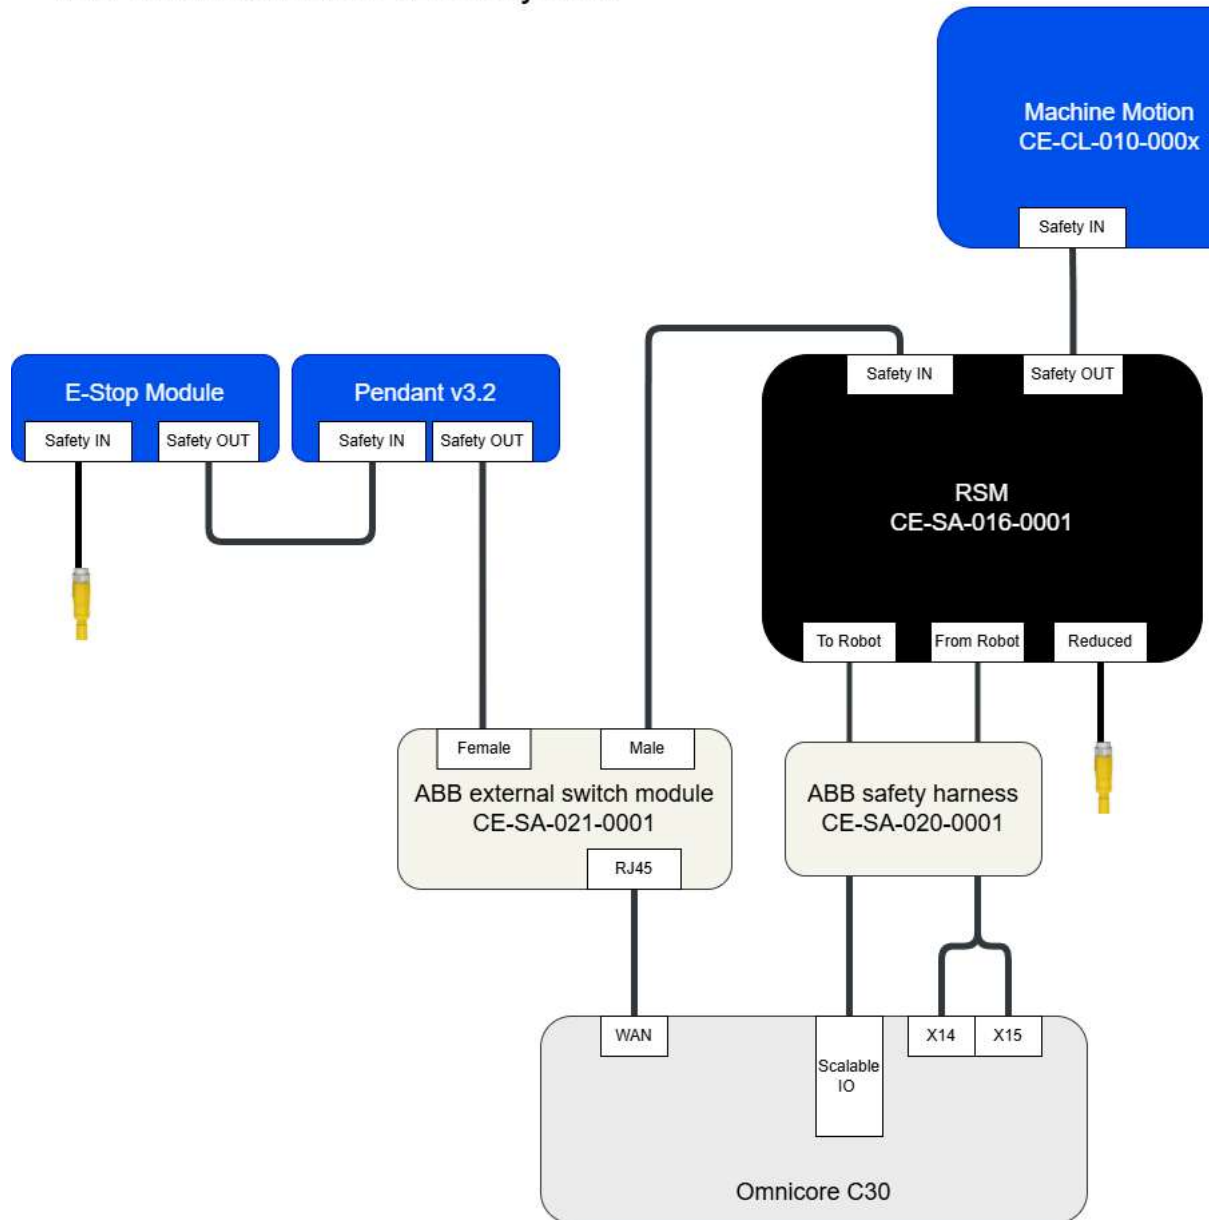 Machine Motion
CE-CL-010-000x
Safety IN
E-Stop Module
Safety IN
Safety OUT
Pendant v3.2
Safety IN
Safety OUT
Safety IN
Safety OUT
RSM
CE-SA-016-0001
To Robot
From Robot
Reduced
Female
Male
ABB external switch module
CE-SA-021-0001
RJ45
ABB safety harness
CE-SA-020-0001
WAN
Scalable
IO
X14
X15
Omnicore C30